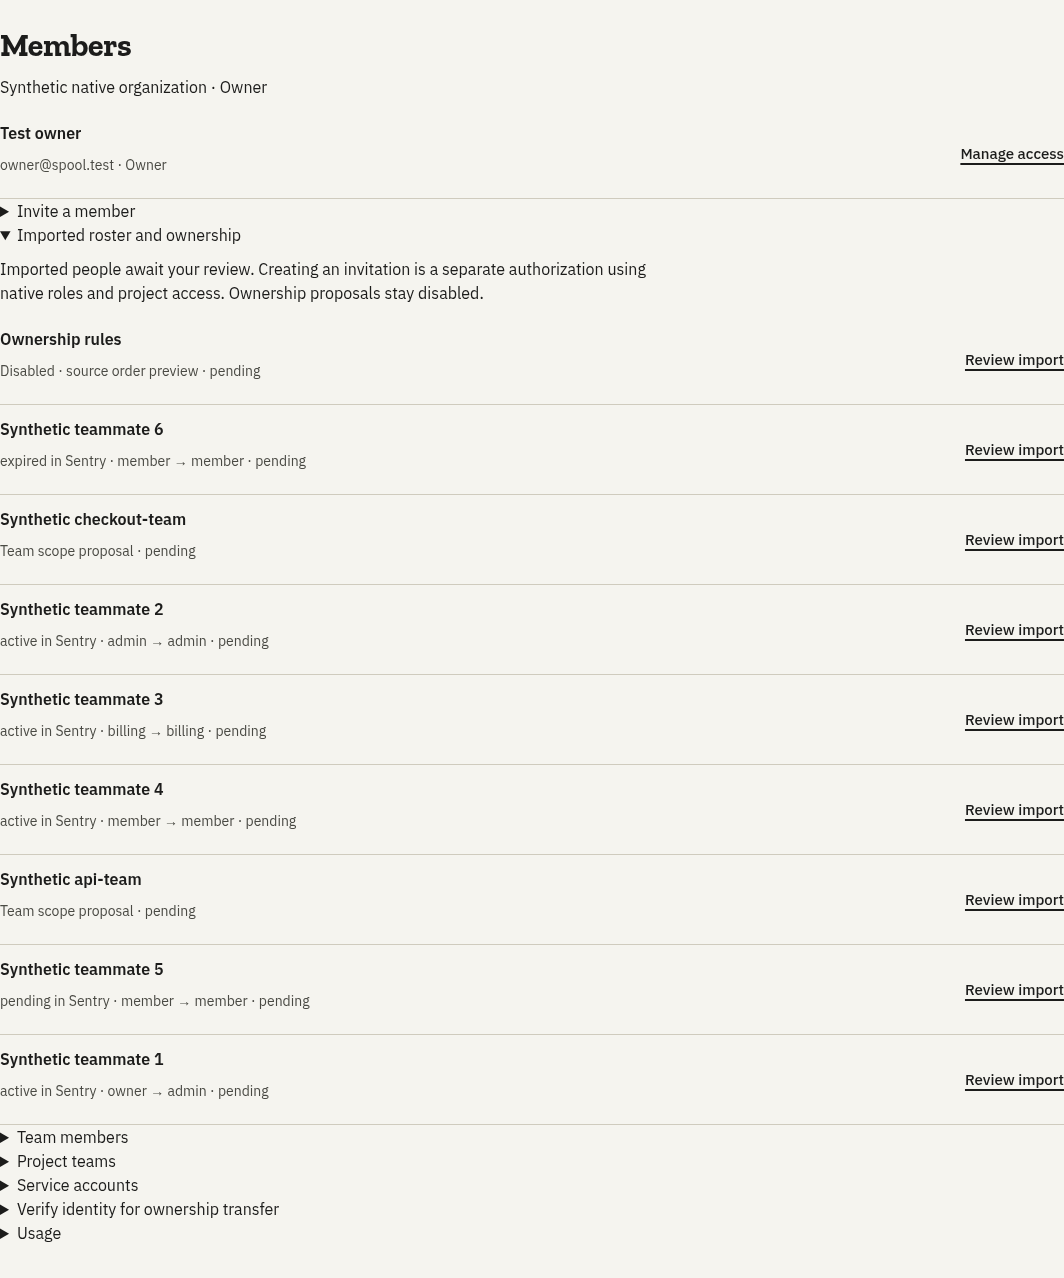 Members
Synthetic native organization · Owner
Test owner
owner@spool.test · Owner
Manage access
Invite a member
Imported roster and ownership
Imported people await your review. Creating an invitation is a separate authorization using
native roles and project access. Ownership proposals stay disabled.
Ownership rules
Disabled · source order preview · pending
Review import
Synthetic teammate 6
expired in Sentry · member → member · pending
Review import
Synthetic checkout-team
Team scope proposal · pending
Review import
Synthetic teammate 2
active in Sentry · admin → admin · pending
Review import
Synthetic teammate 3
active in Sentry · billing → billing · pending
Review import
Synthetic teammate 4
active in Sentry · member → member · pending
Review import
Synthetic api-team
Team scope proposal · pending
Review import
Synthetic teammate 5
pending in Sentry · member → member · pending
Review import
Synthetic teammate 1
active in Sentry · owner → admin · pending
Review import
Team members
Project teams
Service accounts
Verify identity for ownership transfer
Usage